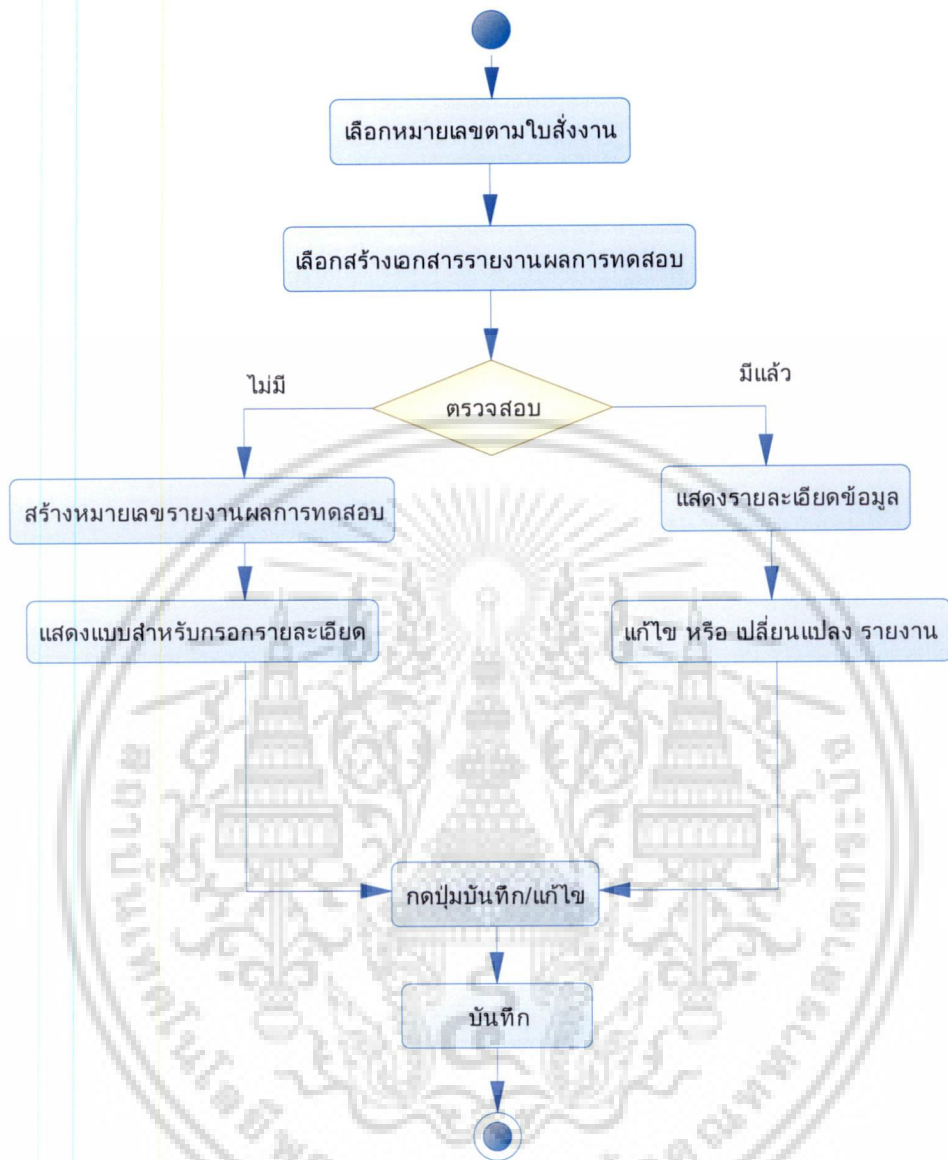 เลือกหมายเลขตามใบสั่งงาน
เลือกสร้างเอกสารรายงานผลการทดสอบ
ไม่มี
มีแล้ว
ตรวจสอบ
สร้างหมายเลขรายงานผลการทดสอบ
แสดงรายละเอียดข้อมูล
แสดงแบบสำหรับกรอกรายละเอียด
แก้ไข หรือ เปลี่ยนแปลง รายงาน
กดปุ่มบันทึก/แก้ไข
บันทึก